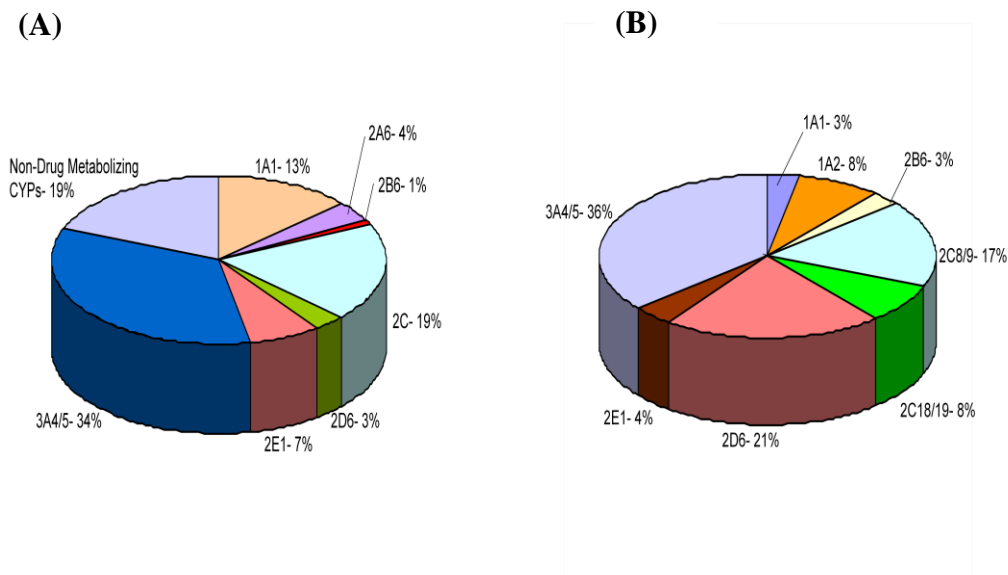 (A)
Non-Drug Metabolizing
CYPs- 19%
1A1- 13%
2A6- 4%
2B6- 1%
2C- 19%
2D6- 3%
2E1- 7%
3A4/5- 34%
(B)
1A1- 3%
1A2- 8%
2B6- 3%
2C8/9- 17%
2C18/19- 8%
2D6- 21%
2E1- 4%
3A4/5- 36%